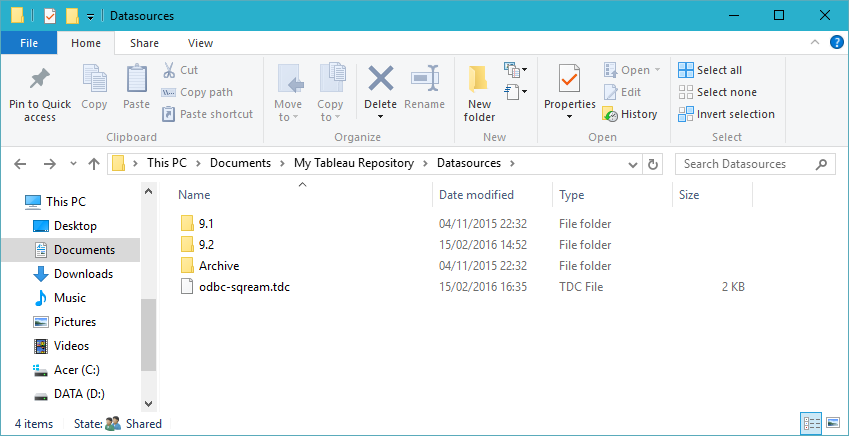 Datasources
File Home Share View
Pin to Quick access
Copy
Paste
Cut
Copy path
Paste shortcut
Clipboard
Move to
Copy to
Delete
Rename
Organize
New folder
New
Properties
Open
Edit
History
Open
Select all
Select none
Invert selection
Select
This PC Documents My Tableau Repository Datasources
Search Datasources
This PC
Desktop
Documents
Downloads
Music
Pictures
Videos
Acer (C:)
DATA (D:)
Name Date modified Type Size
9.1 04/11/2015 22:32 File folder
9.2 15/02/2016 14:52 File folder
Archive 04/11/2015 22:32 File folder
odbc-sqream.tdc 15/02/2016 16:35 TDC File 2 KB
4 items State: Shared